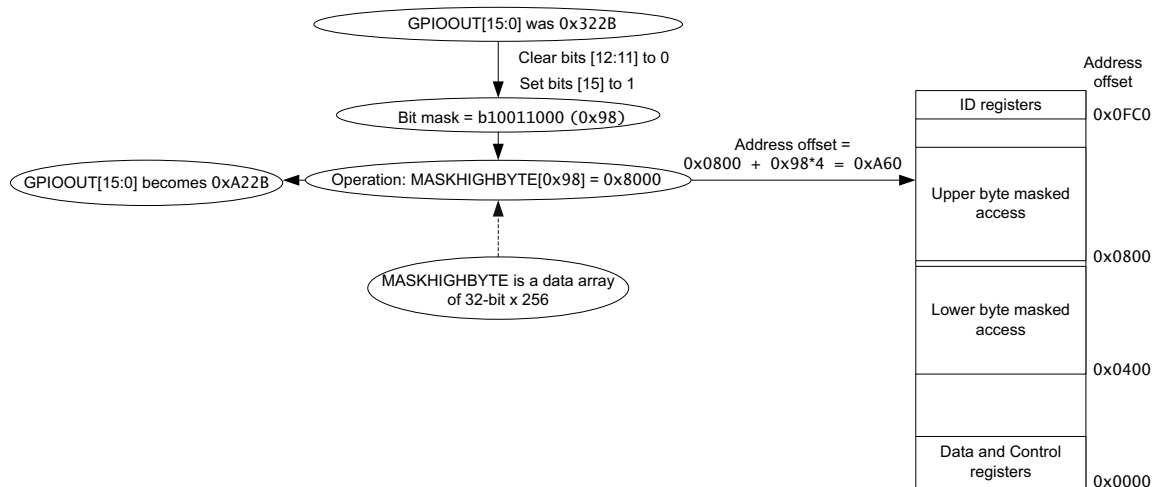 GPIOOUT[15:0] was 0x322B
Clear bits [12:11] to 0
Set bits [15] to 1
Bit mask = b10011000 (0x98)
GPIOOUT[15:0] becomes 0xA22B
Operation: MASKHIGHBYTE[0x98] = 0x8000
MASKHIGHBYTE is a data array
of 32-bit x 256
Address offset =
0x0800 + 0x98*4 = 0xA60
Address
offset
ID registers
0x0FC0
Upper byte masked
access
0x0800
Lower byte masked
access
0x0400
Data and Control
registers
0x0000